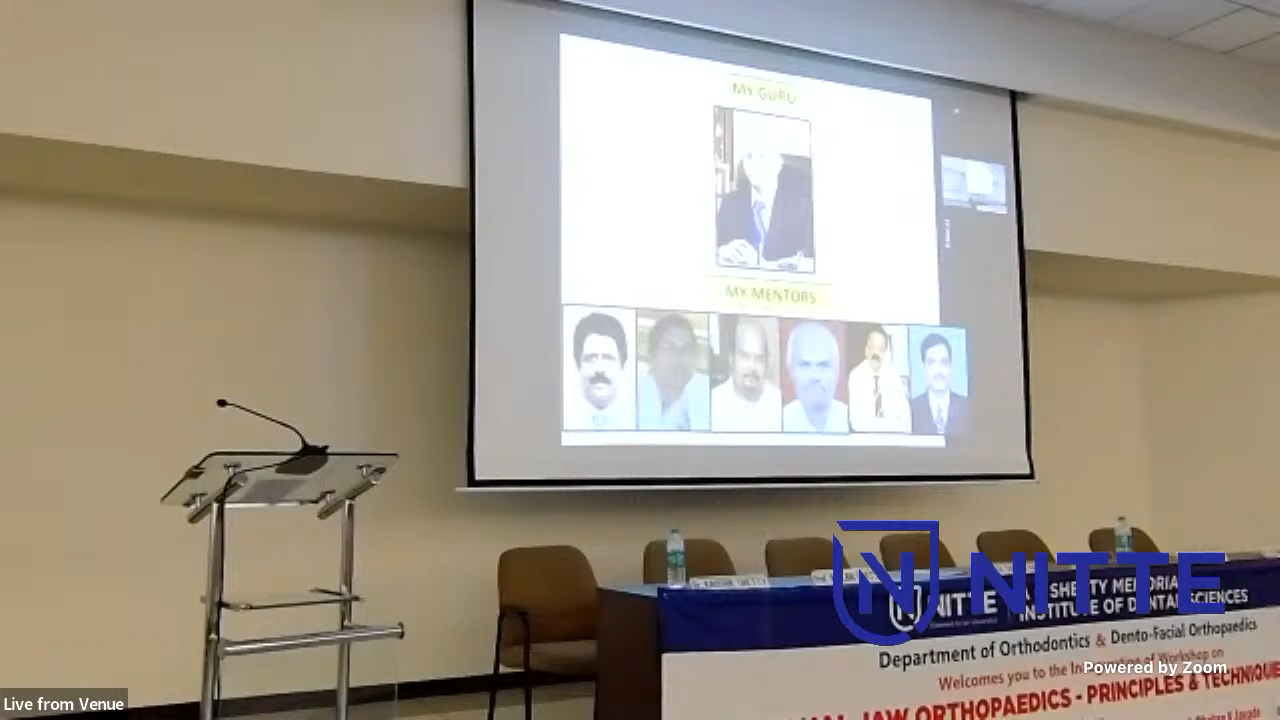 MY GURU
MY MENTORS
NITTE
NITTE
SHETTY MEMORIA
INSTITUTE OF DENTAL SCIENCES
Department of Orthodontics & Dento-Facial Orthopaedics
Welcomes you to the of Workshop on
JAW ORTHOPAEDICS - PRINCIPLES & TECHNIQUE
Powered by Zoom
Live from Venue